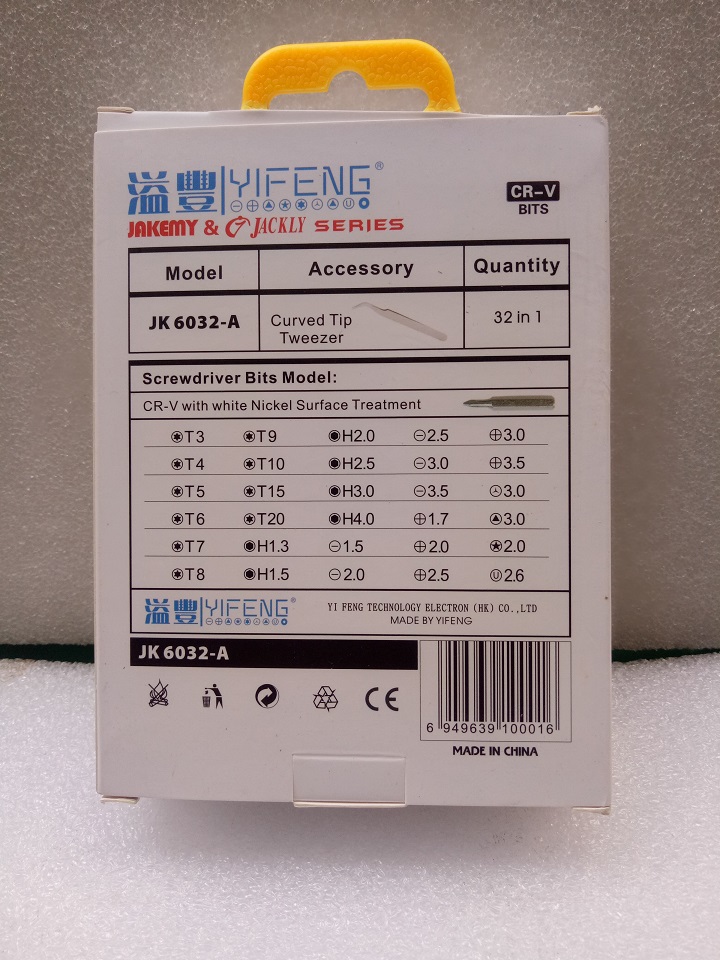 溢豐 YIFENG®
JAKEMY & JACKLY SERIES
CR-V
BITS
Model Accessory Quantity
JK 6032-A Curved Tip Tweezer 32 in 1
Screwdriver Bits Model:
CR-V with white Nickel Surface Treatment
T3 T9 H2.0 ⊖2.5 ⊕3.0
T4 T10 H2.5 ⊖3.0 ⊕3.5
T5 T15 H3.0 ⊖3.5 3.0
T6 T20 H4.0 ⊕1.7 3.0
T7 H1.3 ⊖1.5 ⊕2.0 2.0
T8 H1.5 ⊖2.0 ⊕2.5 2.6
溢豐 YIFENG® YI FENG TECHNOLOGY ELECTRON (HK) CO.,LTD
MADE BY YIFENG
JK 6032-A
CE
6 949639 100016
MADE IN CHINA